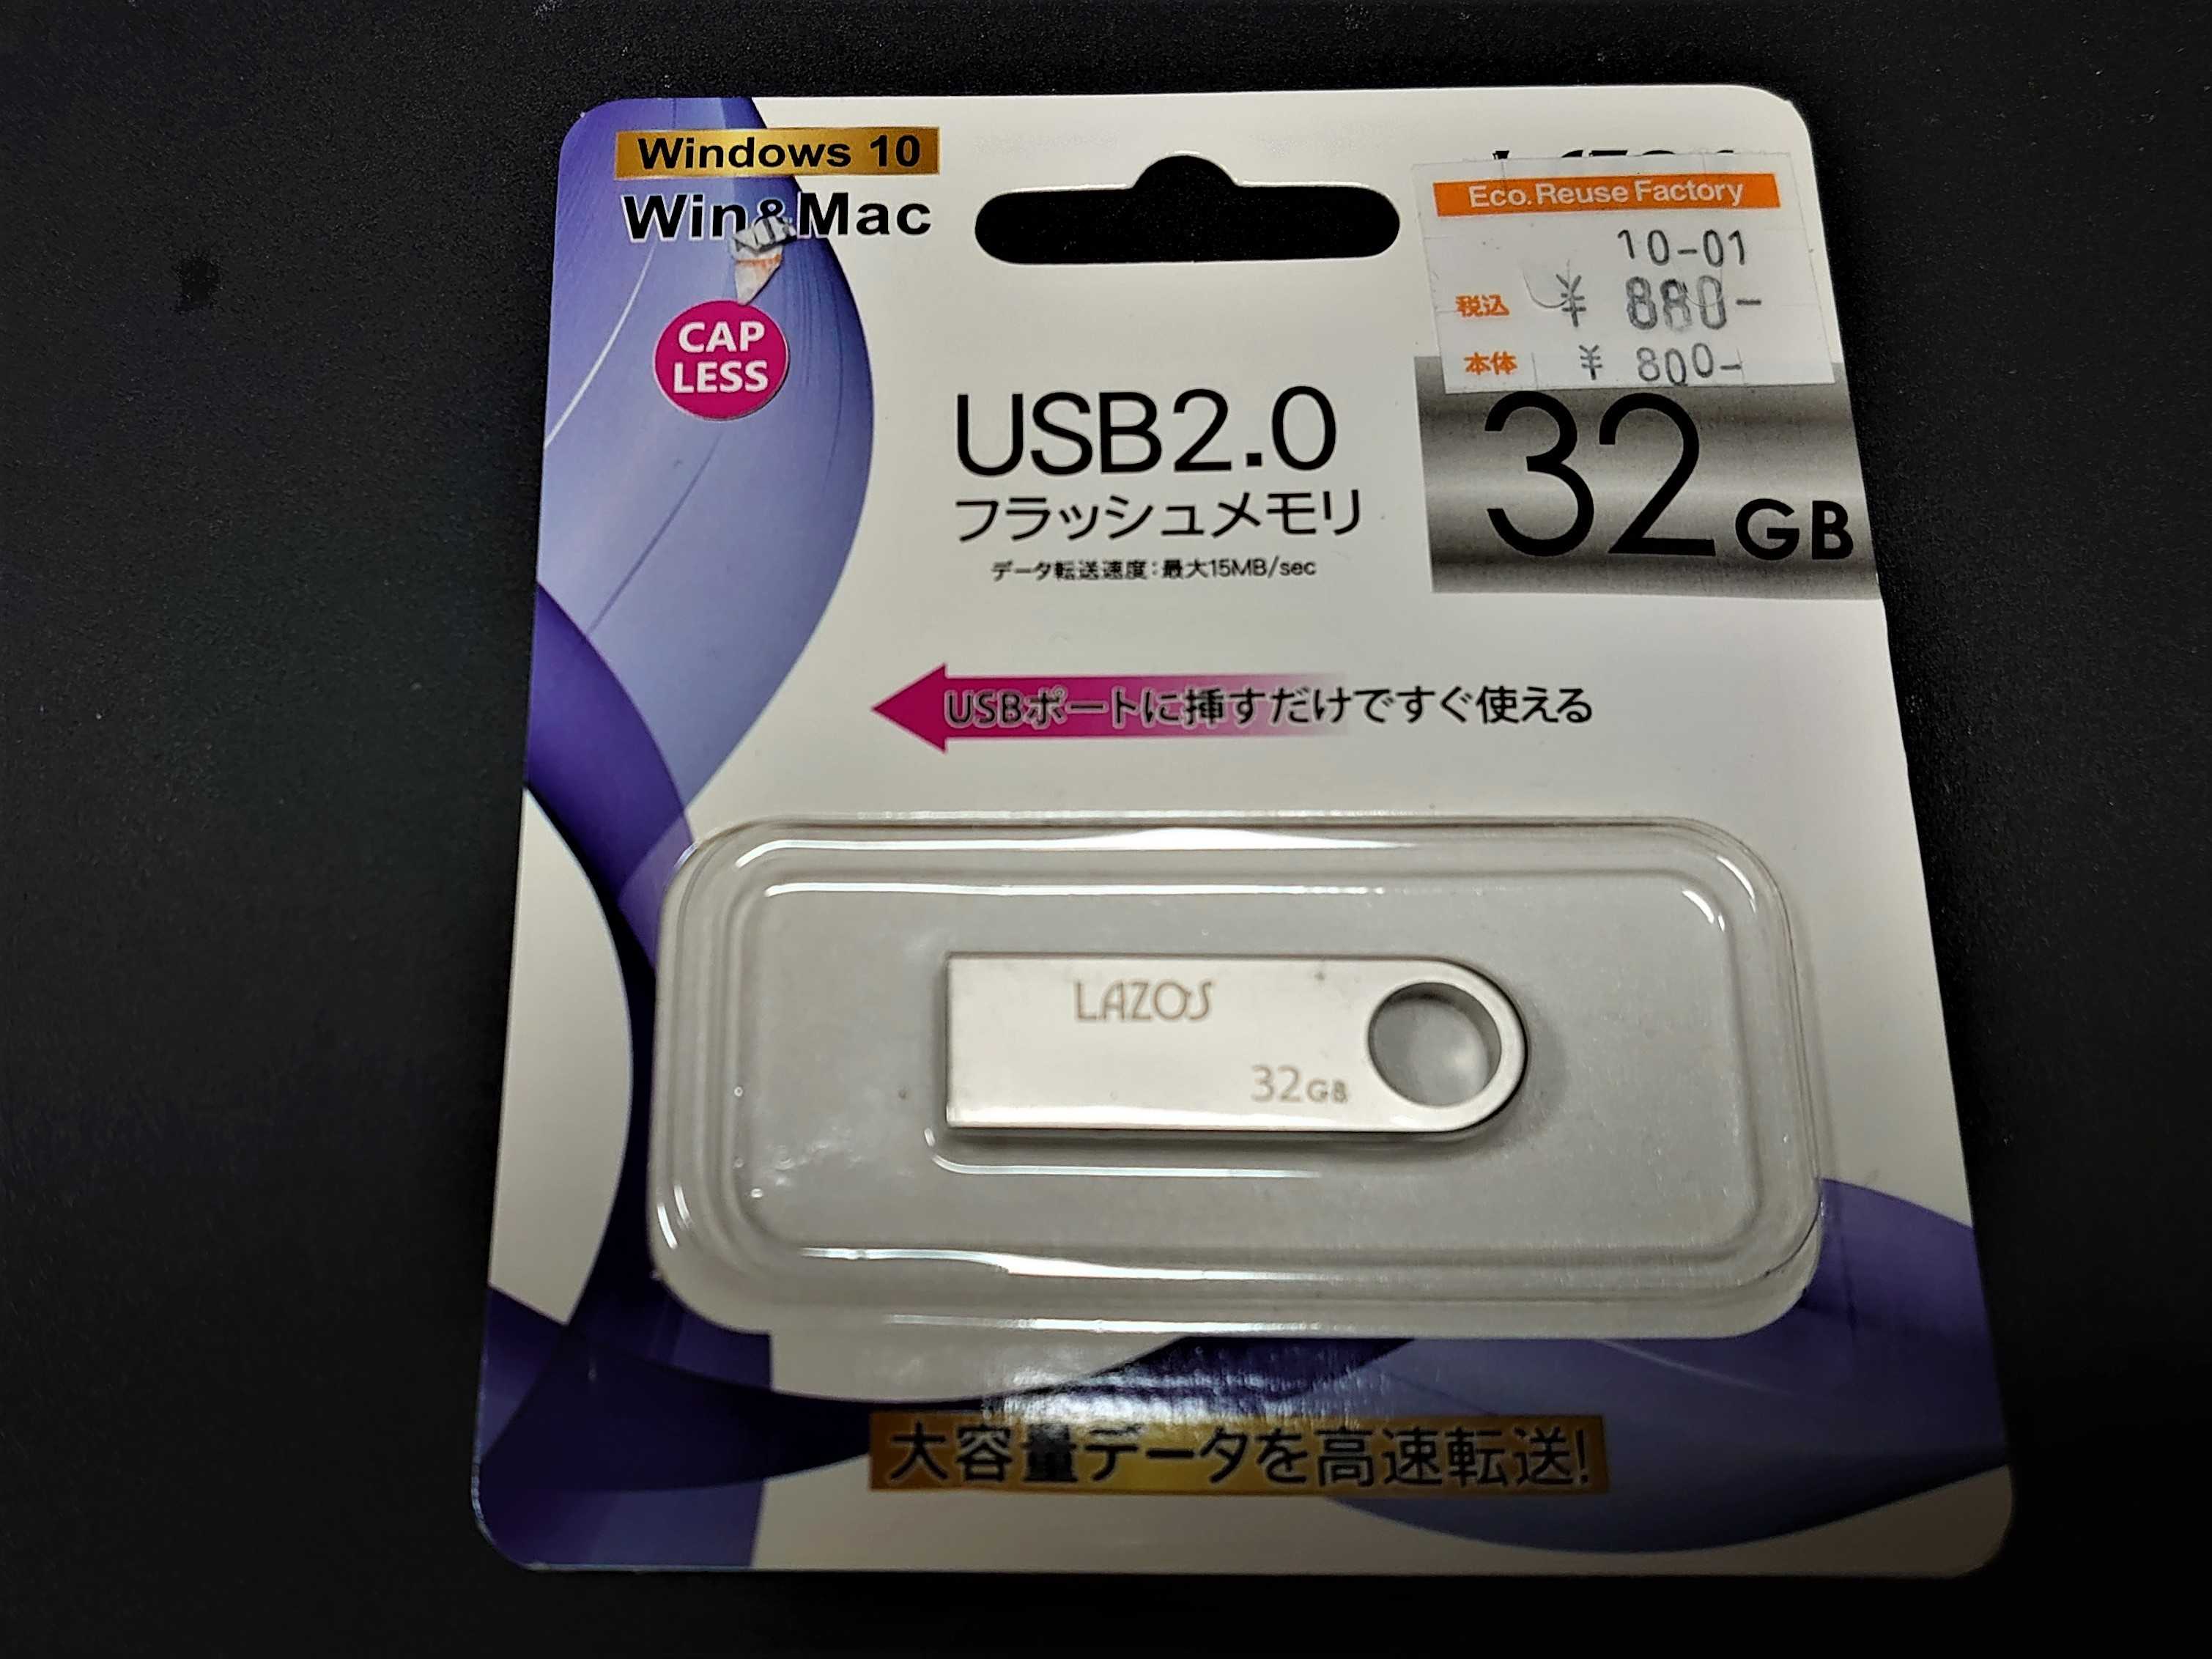 Windows 10
Win&Mac
CAP
LESS
Eco.Reuse Factory
10-01
税込 ¥ 880-
本体 ¥ 800-
USB2.0
フラッシュメモリ
データ転送速度:最大15MB/sec
32GB
USBポートに挿すだけですぐ使える
LAZOS
32GB
大容量データを高速転送!